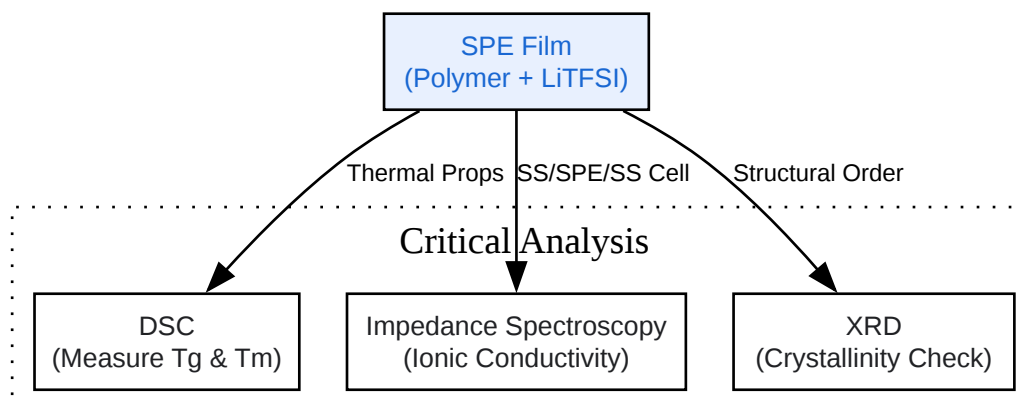 SPE Film
(Polymer + LiTFSI)
Thermal Props
SS/SPE/SS Cell
Structural Order
Critical Analysis
DSC
(Measure Tg & Tm)
Impedance Spectroscopy
(Ionic Conductivity)
XRD
(Crystallinity Check)